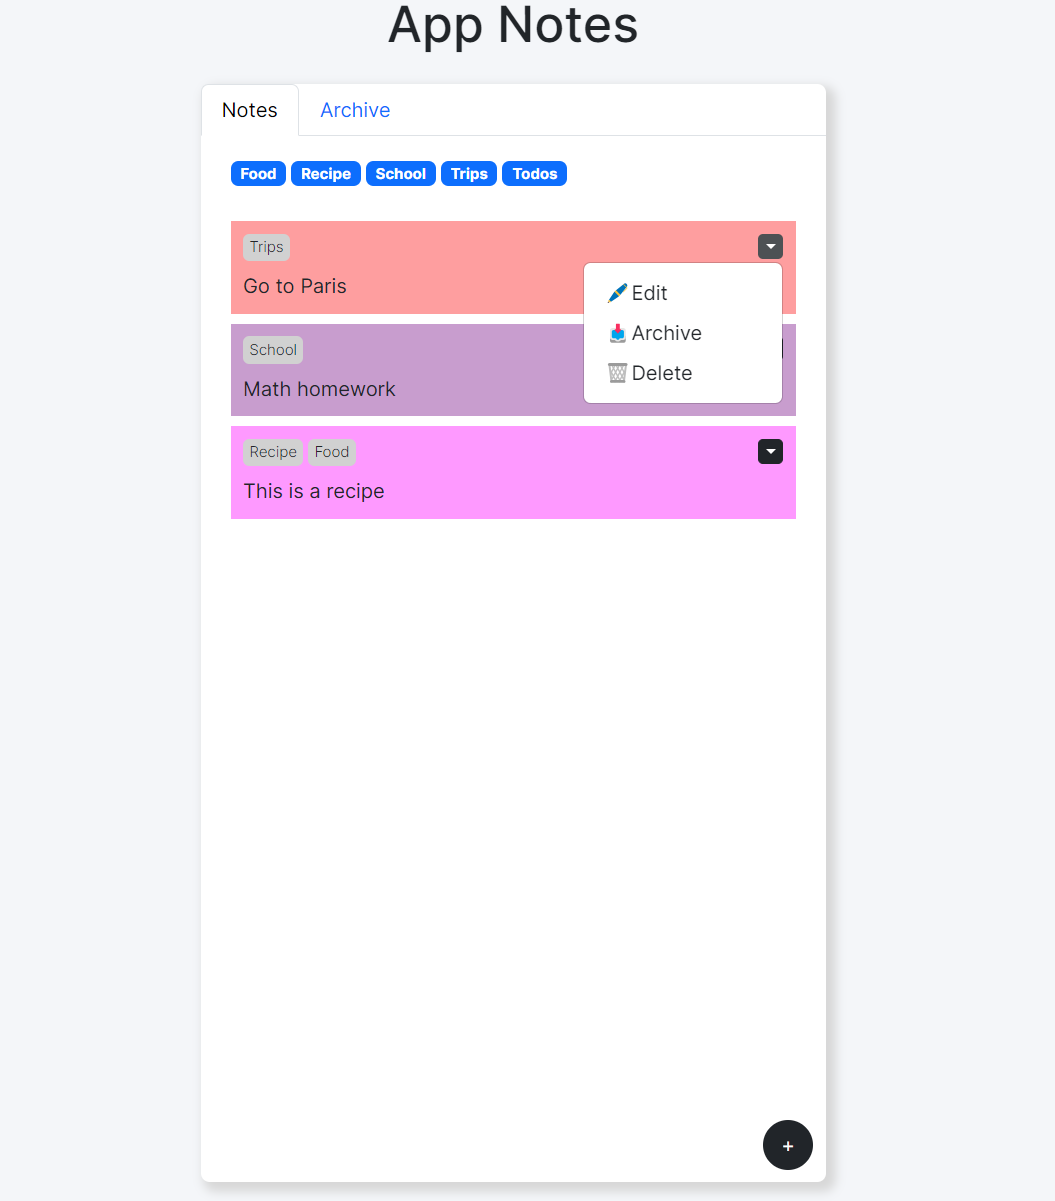 App Notes
Notes Archive
Food Recipe School Trips Todos
Trips
Go to Paris
Edit
Archive
Delete
School
Math homework
Recipe Food
This is a recipe
+